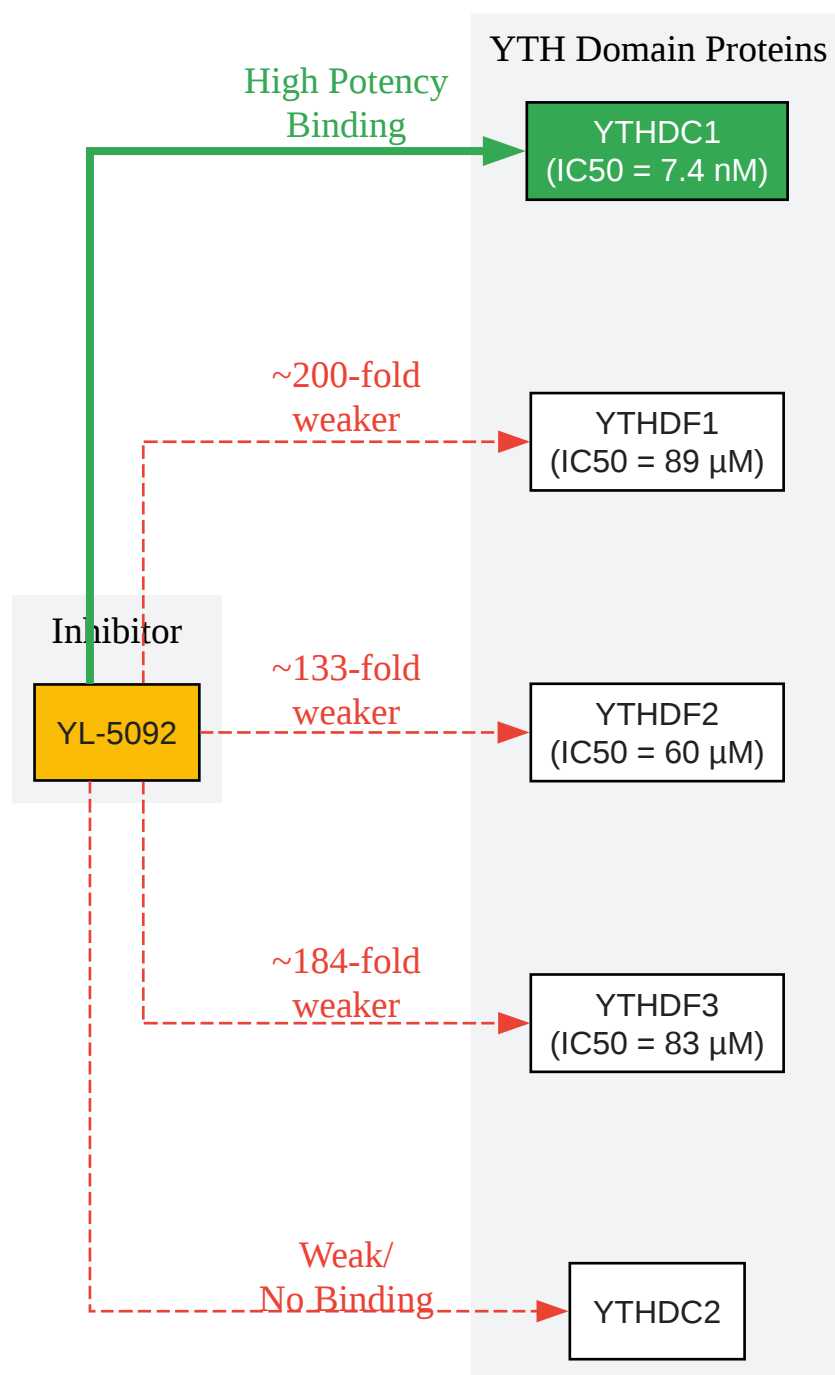 YTH Domain Proteins
High Potency
Binding
YTHDC1
(IC50 = 7.4 nM)
~200-fold
weaker
YTHDF1
(IC50 = 89 µM)
Inhibitor
YL-5092
~133-fold
weaker
YTHDF2
(IC50 = 60 µM)
~184-fold
weaker
YTHDF3
(IC50 = 83 µM)
Weak/
No Binding
YTHDC2